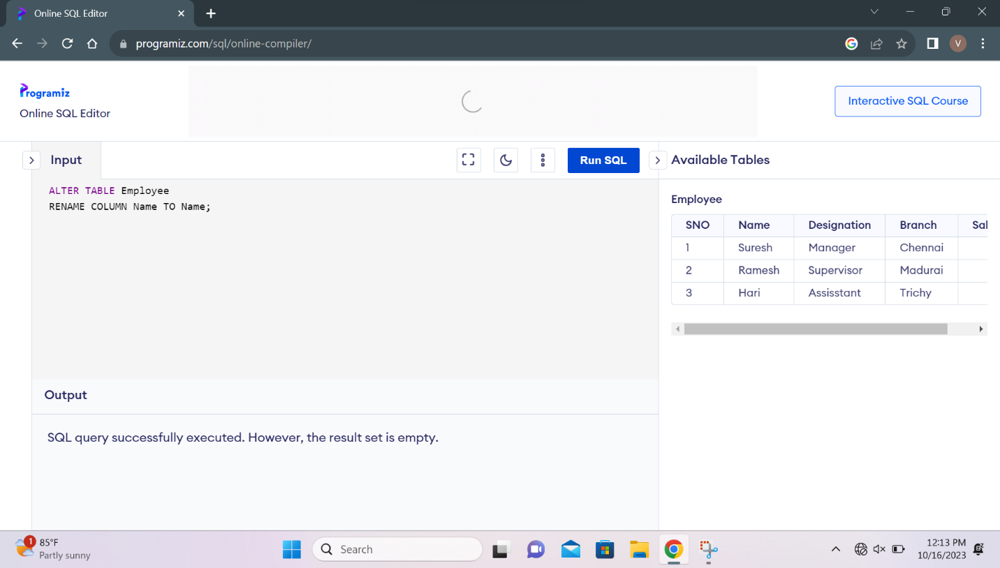 Online SQL Editor
programiz.com/sql/online-compiler/
V
Programiz
Online SQL Editor
Interactive SQL Course
Input
Run SQL
Available Tables
ALTER TABLE Employee
RENAME COLUMN Name TO Name;
Employee
SNO Name Designation Branch Sal
1 Suresh Manager Chennai
2 Ramesh Supervisor Madurai
3 Hari Assisstant Trichy
Output
SQL query successfully executed. However, the result set is empty.
1
85°F
Partly sunny
Search
12:13 PM
10/16/2023